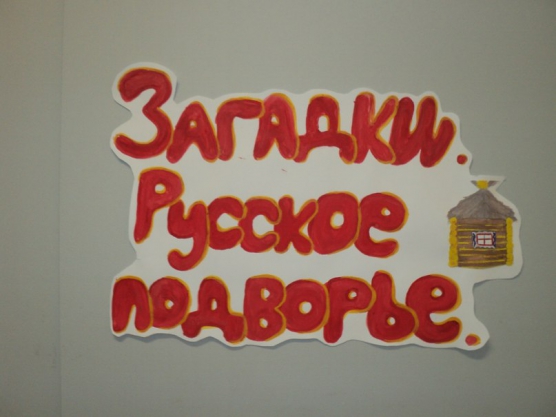 Загадки.
Русское
подворье.